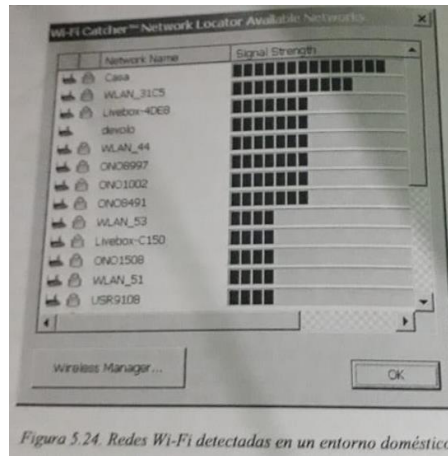 Wi-Fi Catcher™ Network Locator Available Networks
Network Name Signal Strength
Casa
WLAN_31C5
Livebox-4DE8
devolo
WLAN_44
ONO8997
ONO1002
ONO8491
WLAN_53
Livebox-C150
ONO1508
WLAN_51
USR9108
Wireless Manager...
OK
Figura 5.24. Redes Wi-Fi detectadas en un entorno doméstico